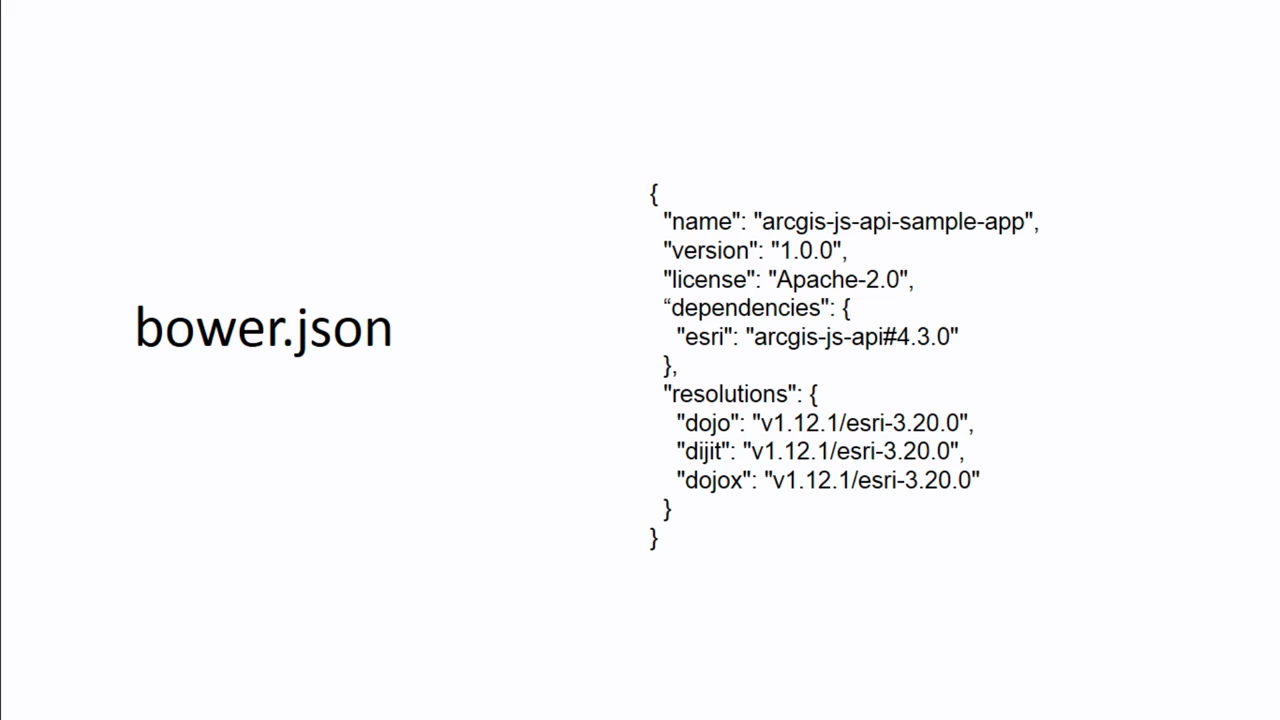 bower.json
{
"name": "arcgis-js-api-sample-app",
"version": "1.0.0",
"license": "Apache-2.0",
“dependencies": {
"esri": "arcgis-js-api#4.3.0"
},
"resolutions": {
"dojo": "v1.12.1/esri-3.20.0",
"dijit": "v1.12.1/esri-3.20.0",
"dojox": "v1.12.1/esri-3.20.0"
}
}